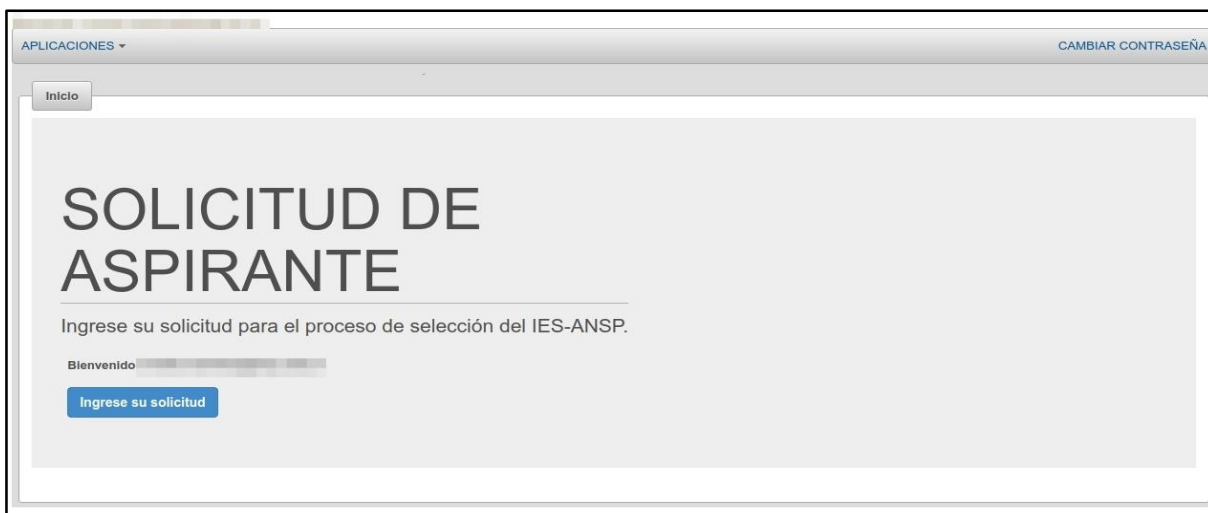 APLICACIONES
CAMBIAR CONTRASEÑA
Inicio
SOLICITUD DE
ASPIRANTE
Ingrese su solicitud para el proceso de selección del IES-ANSP.
Bienvenido
Ingrese su solicitud